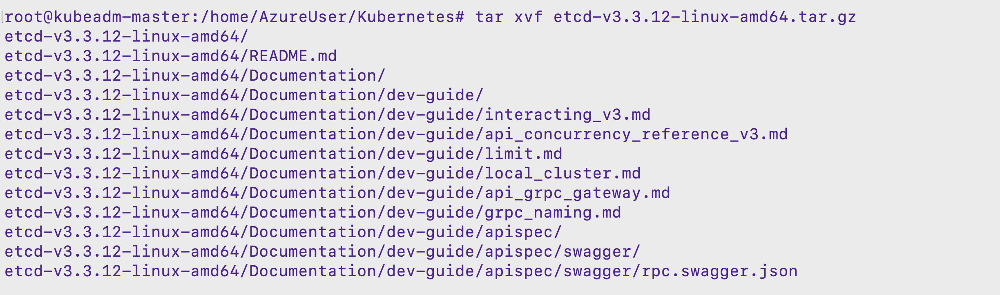 [root@kubeadm-master:/home/AzureUser/Kubernetes# tar xvf etcd-v3.3.12-linux-amd64.tar.gz
etcd-v3.3.12-linux-amd64/
etcd-v3.3.12-linux-amd64/README.md
etcd-v3.3.12-linux-amd64/Documentation/
etcd-v3.3.12-linux-amd64/Documentation/dev-guide/
etcd-v3.3.12-linux-amd64/Documentation/dev-guide/interacting_v3.md
etcd-v3.3.12-linux-amd64/Documentation/dev-guide/api_concurrency_reference_v3.md
etcd-v3.3.12-linux-amd64/Documentation/dev-guide/limit.md
etcd-v3.3.12-linux-amd64/Documentation/dev-guide/local_cluster.md
etcd-v3.3.12-linux-amd64/Documentation/dev-guide/api_grpc_gateway.md
etcd-v3.3.12-linux-amd64/Documentation/dev-guide/grpc_naming.md
etcd-v3.3.12-linux-amd64/Documentation/dev-guide/apispec/
etcd-v3.3.12-linux-amd64/Documentation/dev-guide/apispec/swagger/
etcd-v3.3.12-linux-amd64/Documentation/dev-guide/apispec/swagger/rpc.swagger.json